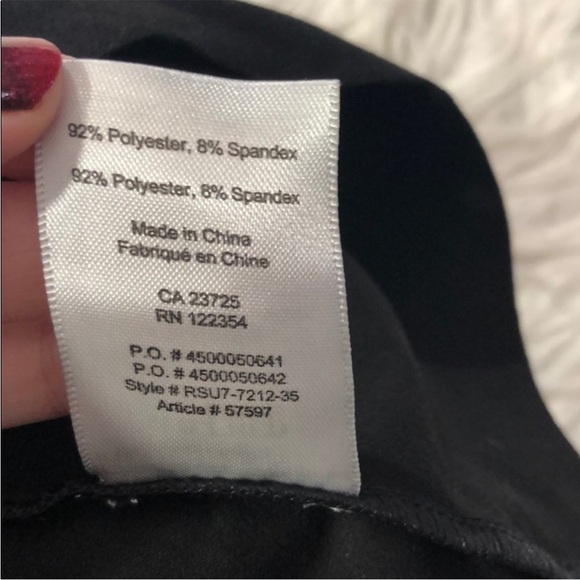 92% Polyester, 8% Spandex
92% Polyester, 8% Spandex
Made in China
Fabriqué en Chine
CA 23725
RN 122354
P.O. # 4500050641
P.O. # 4500050642
Style # RSU7-7212-35
Article # 57597